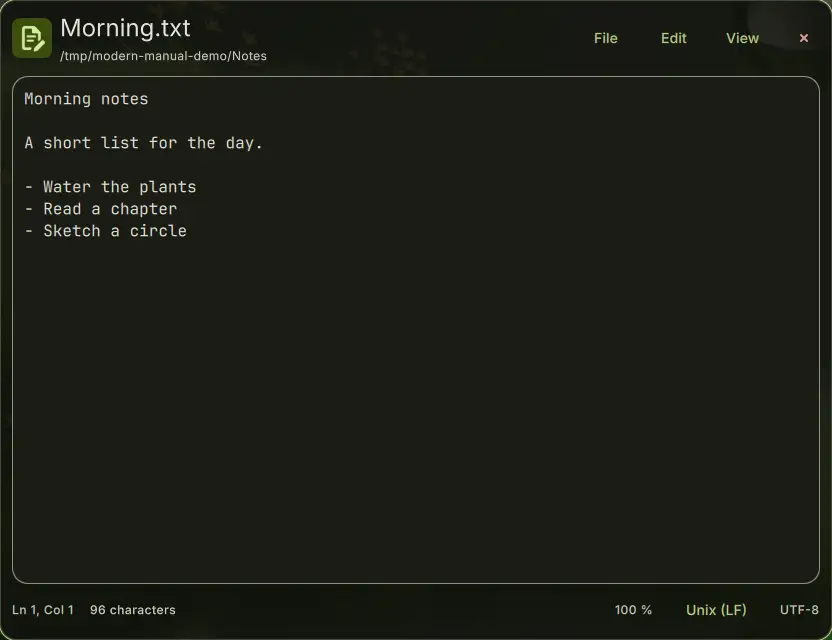 Morning.txt
/tmp/modern-manual-demo/Notes
File Edit View ×
Morning notes
A short list for the day.
- Water the plants
- Read a chapter
- Sketch a circle
Ln 1, Col 1 96 characters 100 % Unix (LF) UTF-8